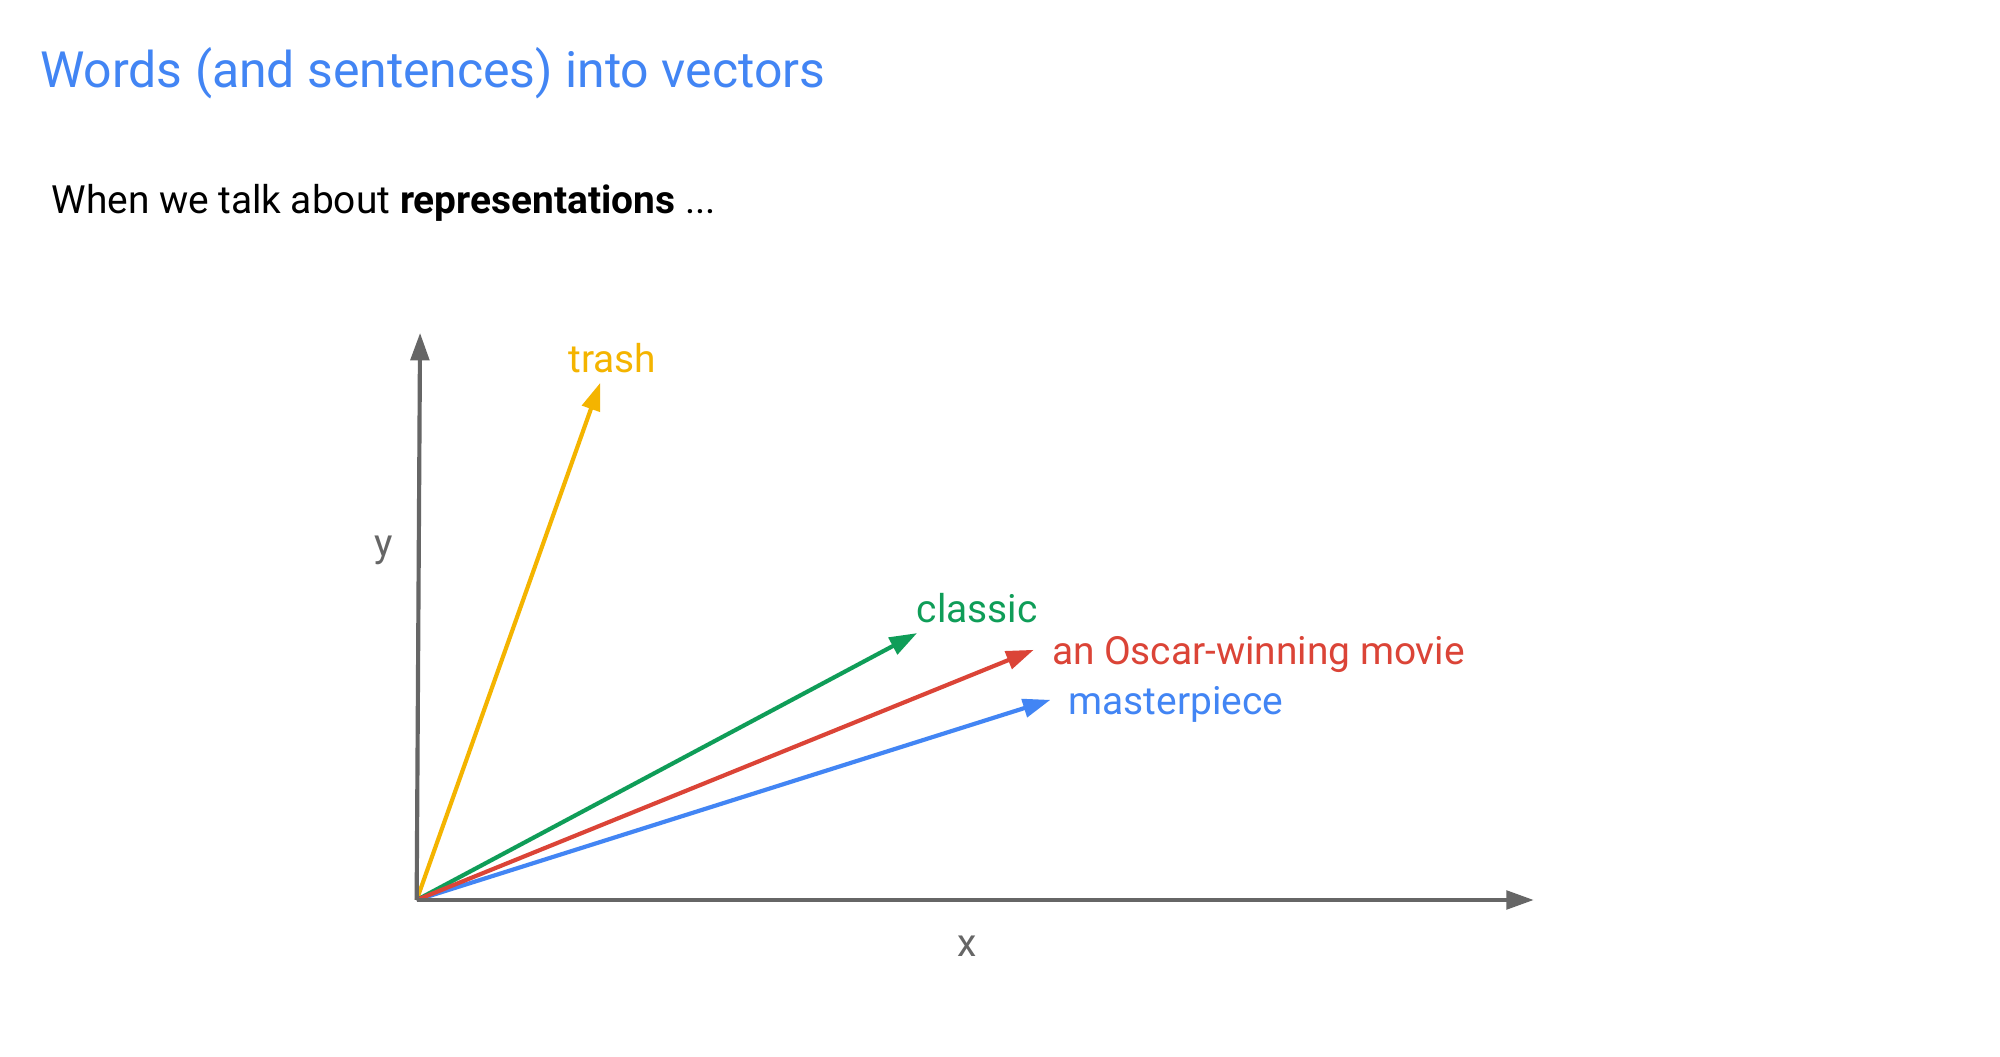 Words (and sentences) into vectors
When we talk about representations ...
trash
y
classic
an Oscar-winning movie
masterpiece
x